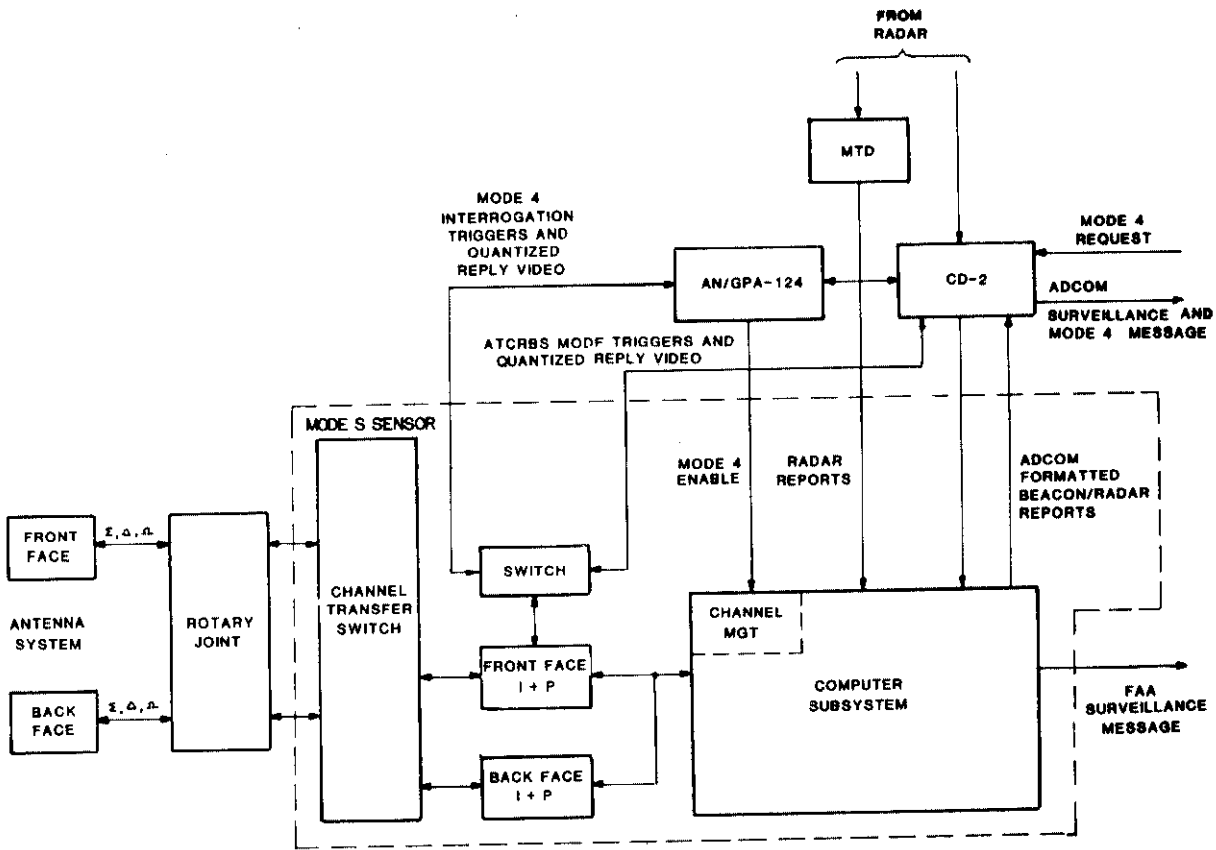 FROM
RADAR
MTD
MODE 4
INTERROGATION
TRIGGERS AND
QUANTIZED
REPLY VIDEO
AN/GPA-124
CD-2
MODE 4
REQUEST
ADCOM
SURVEILLANCE AND
MODE 4 MESSAGE
ATCRBS MODE TRIGGERS AND
QUANTIZED REPLY VIDEO
MODE S SENSOR
MODE 4
ENABLE
RADAR
REPORTS
ADCOM
FORMATTED
BEACON/RADAR
REPORTS
FRONT
FACE
Σ, Δ, Ω
ANTENNA
SYSTEM
BACK
FACE
Σ, Δ, Ω
ROTARY
JOINT
CHANNEL
TRANSFER
SWITCH
SWITCH
FRONT FACE
I + P
BACK FACE
I + P
CHANNEL
MGT
COMPUTER
SUBSYSTEM
FAA
SURVEILLANCE
MESSAGE